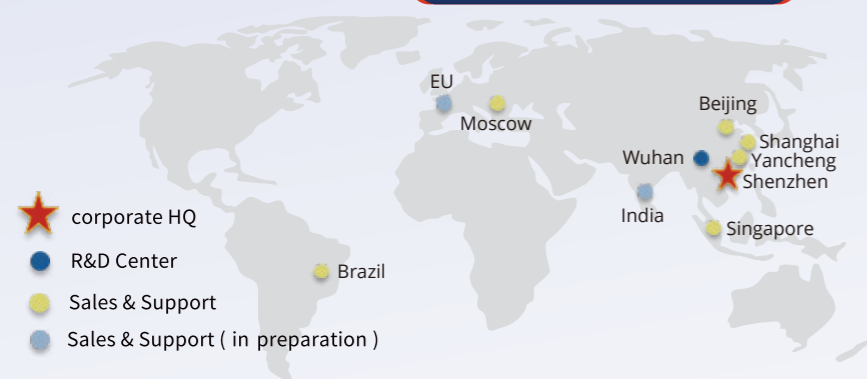 EU
Moscow
Beijing
Shanghai
Wuhan
Yancheng
Shenzhen
India
Singapore
Brazil
corporate HQ
R&D Center
Sales & Support
Sales & Support ( in preparation )